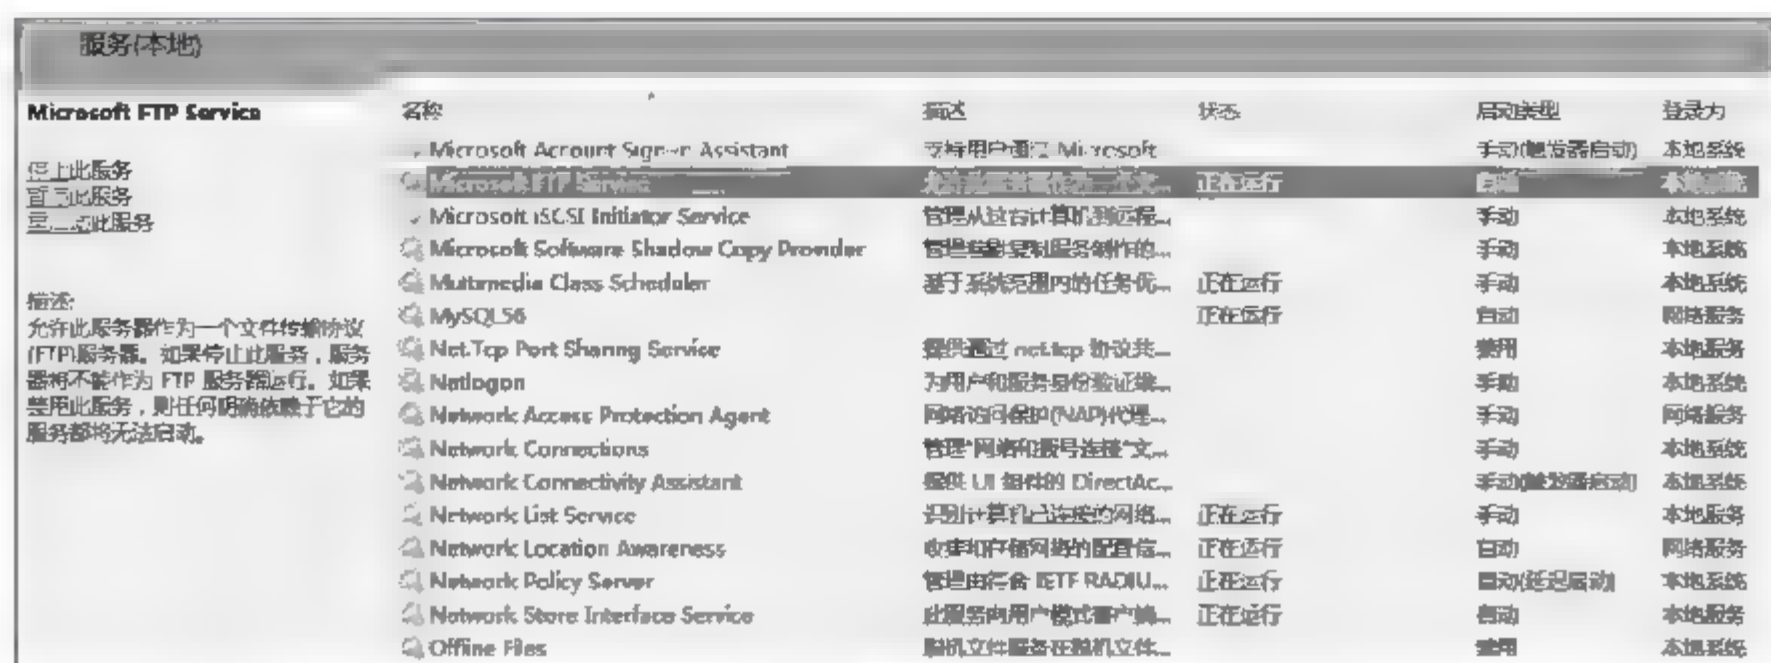 服务(本地)
Microsoft FTP Service
停止此服务
暂停此服务
重启动此服务
描述:
允许此服务器作为一个文件传输协议
(FTP)服务器。如果停止此服务，服务
器将不能作为 FTP 服务器运行。如果
禁用此服务，则任何明确依赖于它的
服务都将无法启动。
名称 描述 状态 启动类型 登录为
Microsoft Account Sign-in Assistant 支持用户通过 Microsoft 手动(触发器启动) 本地系统
Microsoft FTP Service 允许此服务器作为一个文... 正在运行 自动 本地系统
Microsoft iSCSI Initiator Service 管理从这台计算机到远程... 手动 本地系统
Microsoft Software Shadow Copy Provider 管理卷影复制服务制作的... 手动 本地系统
Multimedia Class Scheduler 基于系统范围内的任务优... 正在运行 手动 本地系统
MySQL56 正在运行 自动 网络服务
Net.Tcp Port Sharing Service 提供通过 net.tcp 协议共... 禁用 本地服务
Netlogon 为用户和服务身份验证维... 手动 本地系统
Network Access Protection Agent 网络访问保护(NAP)代理... 手动 网络服务
Network Connections 管理"网络和拨号连接"文... 手动 本地系统
Network Connectivity Assistant 提供 UI 组件的 DirectAc... 手动(触发器启动) 本地系统
Network List Service 识别计算机已连接的网络... 正在运行 手动 本地服务
Network Location Awareness 收集和存储网络的配置信... 正在运行 自动 网络服务
Network Policy Server 管理由符合 IETF RADIU... 正在运行 自动(延迟启动) 本地系统
Network Store Interface Service 此服务向用户模式客户端... 正在运行 自动 本地服务
Offline Files 脱机文件服务在脱机文件... 禁用 本地系统